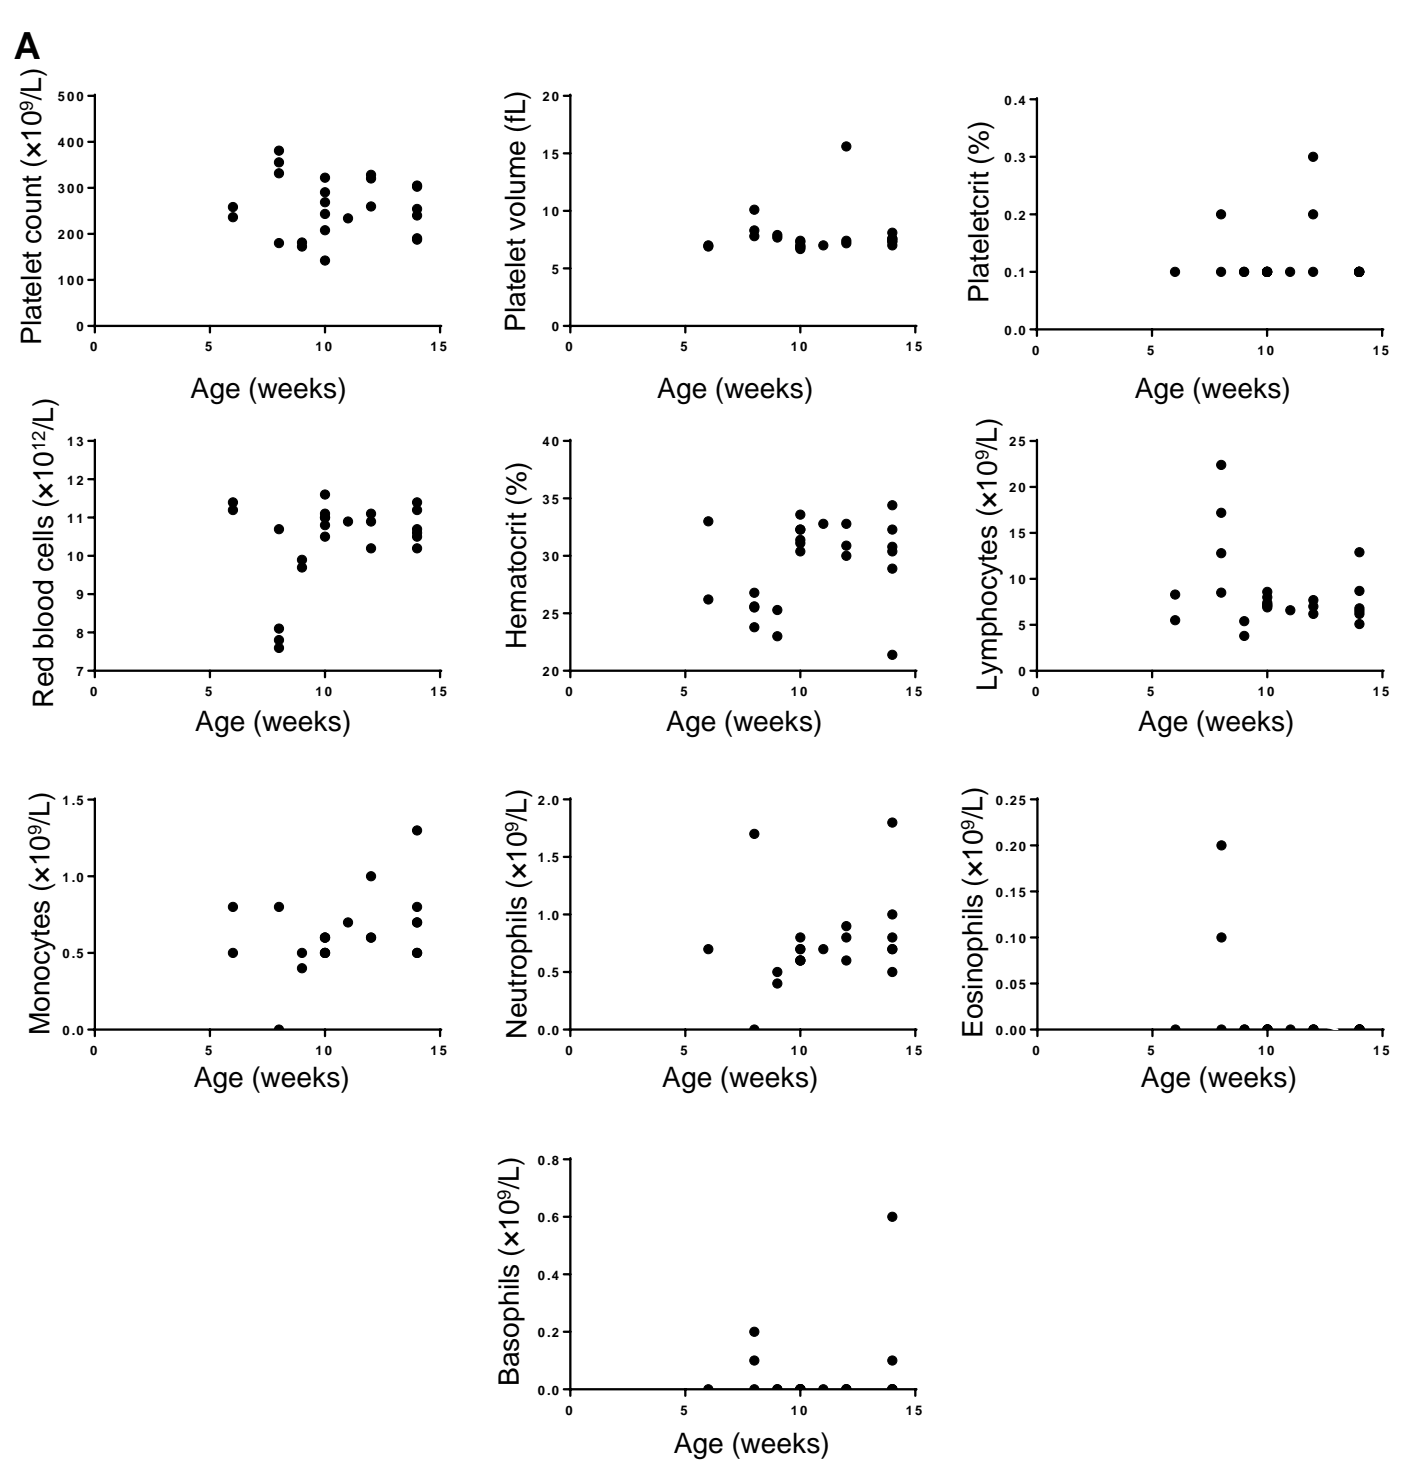 A
Platelet count (×10⁹/L)
500
400
300
200
100
0
0 5 10 15
Age (weeks)
Platelet volume (fL)
20
15
10
5
0
0 5 10 15
Age (weeks)
Plateletcrit (%)
0.4
0.3
0.2
0.1
0.0
0 5 10 15
Age (weeks)
Red blood cells (×10¹²/L)
13
12
11
10
9
8
7
0 5 10 15
Age (weeks)
Hematocrit (%)
40
35
30
25
20
0 5 10 15
Age (weeks)
Lymphocytes (×10⁹/L)
25
20
15
10
5
0
0 5 10 15
Age (weeks)
Monocytes (×10⁹/L)
1.5
1.0
0.5
0.0
0 5 10 15
Age (weeks)
Neutrophils (×10⁹/L)
2.0
1.5
1.0
0.5
0.0
0 5 10 15
Age (weeks)
Eosinophils (×10⁹/L)
0.25
0.20
0.15
0.10
0.05
0.00
0 5 10 15
Age (weeks)
Basophils (×10⁹/L)
0.8
0.6
0.4
0.2
0.0
0 5 10 15
Age (weeks)